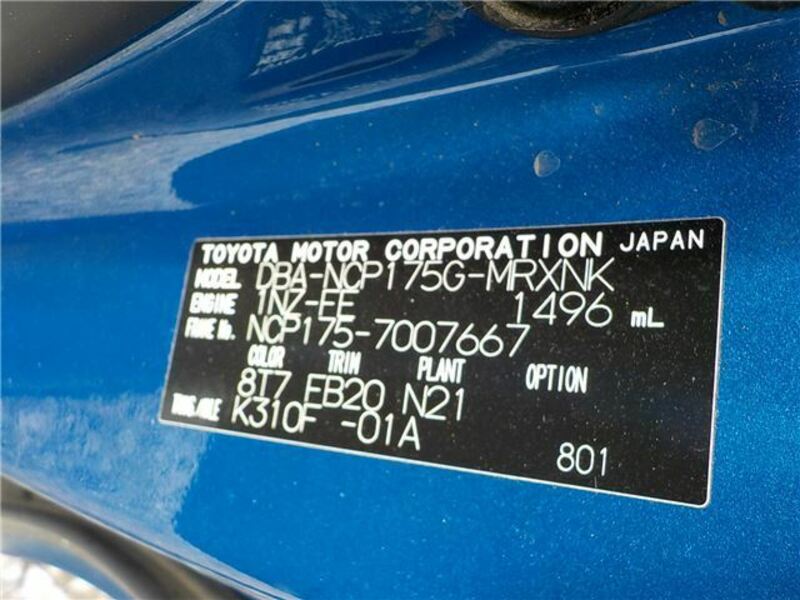 TOYOTA MOTOR CORPORATION JAPAN
MODEL DBA-NCP175G-MRXNK
ENGINE 1NZ-FE 1496 mL
FRAME No. NCP175-7007667
COLOR TRIM PLANT OPTION
8T7 FB20 N21
TRANS./AXLE K310F -01A
801